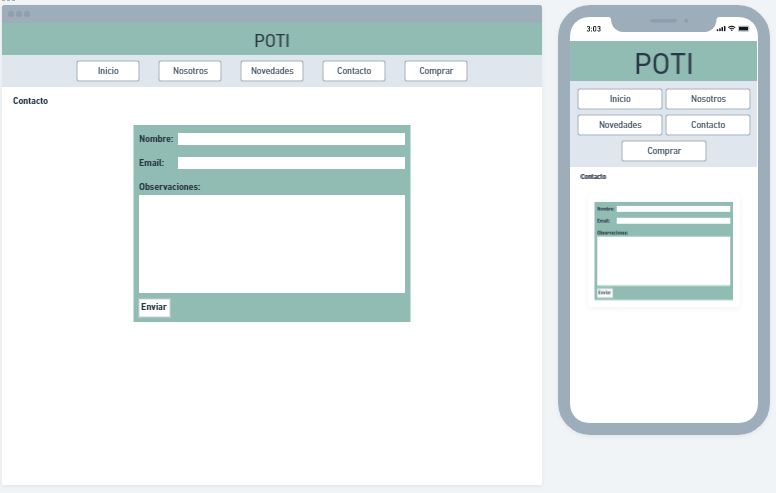 POTI
Inicio Nosotros Novedades Contacto Comprar
Contacto
Nombre:
Email:
Observaciones:
Enviar
3:03
POTI
Inicio Nosotros
Novedades Contacto
Comprar
Contacto
Nombre:
Email:
Observaciones:
Enviar